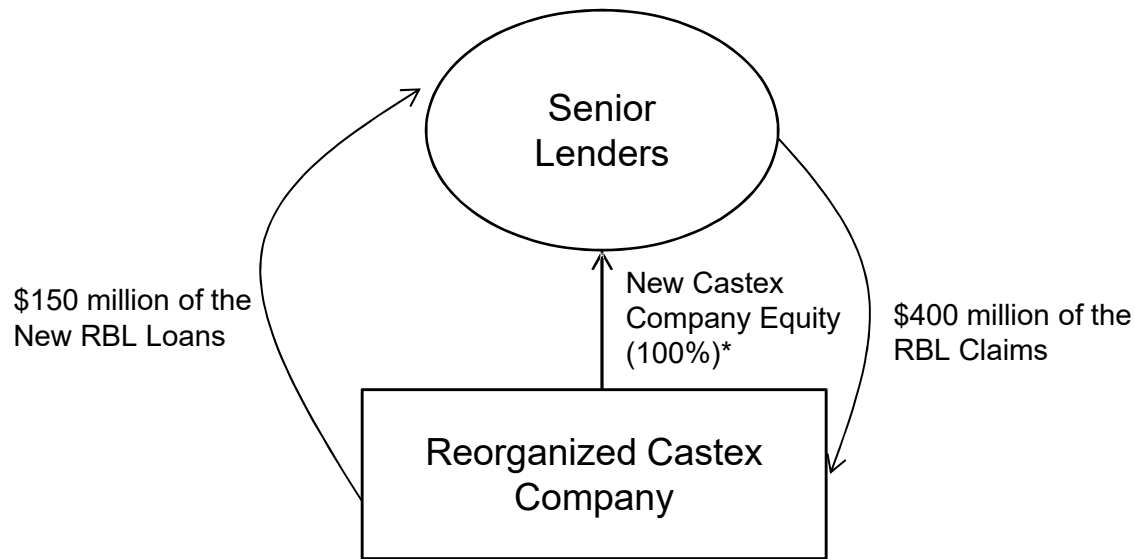 Senior
Lenders
$150 million of the
New RBL Loans
New Castex
Company Equity
(100%)*
$400 million of the
RBL Claims
Reorganized Castex
Company